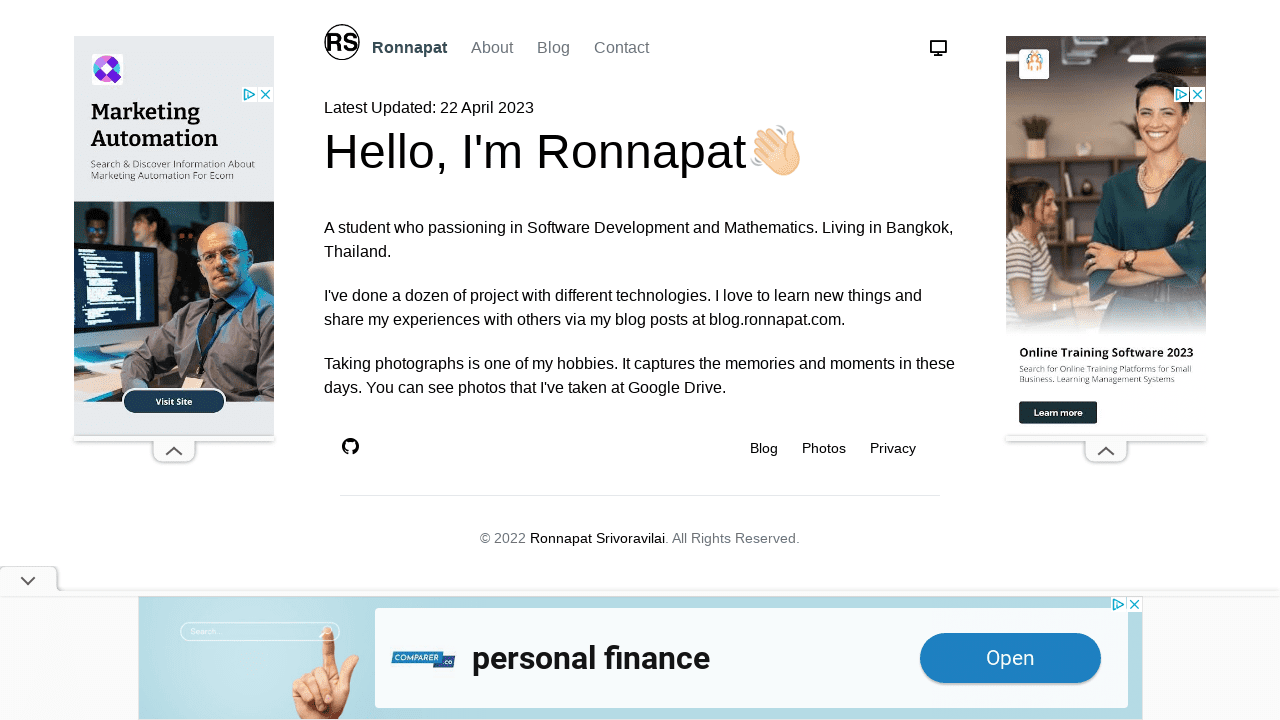 RS
Ronnapat
About
Blog
Contact
Latest Updated: 22 April 2023
Hello, I'm Ronnapat
A student who passioning in Software Development and Mathematics. Living in Bangkok,
Thailand.
I've done a dozen of project with different technologies. I love to learn new things and
share my experiences with others via my blog posts at blog.ronnapat.com.
Taking photographs is one of my hobbies. It captures the memories and moments in these
days. You can see photos that I've taken at Google Drive.
Blog
Photos
Privacy
© 2022 Ronnapat Srivoravilai. All Rights Reserved.
Marketing
Automation
Search & Discover Information About
Marketing Automation For Ecom
Visit Site
Online Training Software 2023
Search for Online Training Platforms for Small
Business. Learning Management Systems
Learn more
Search...
COMPARER.co
personal finance
Open